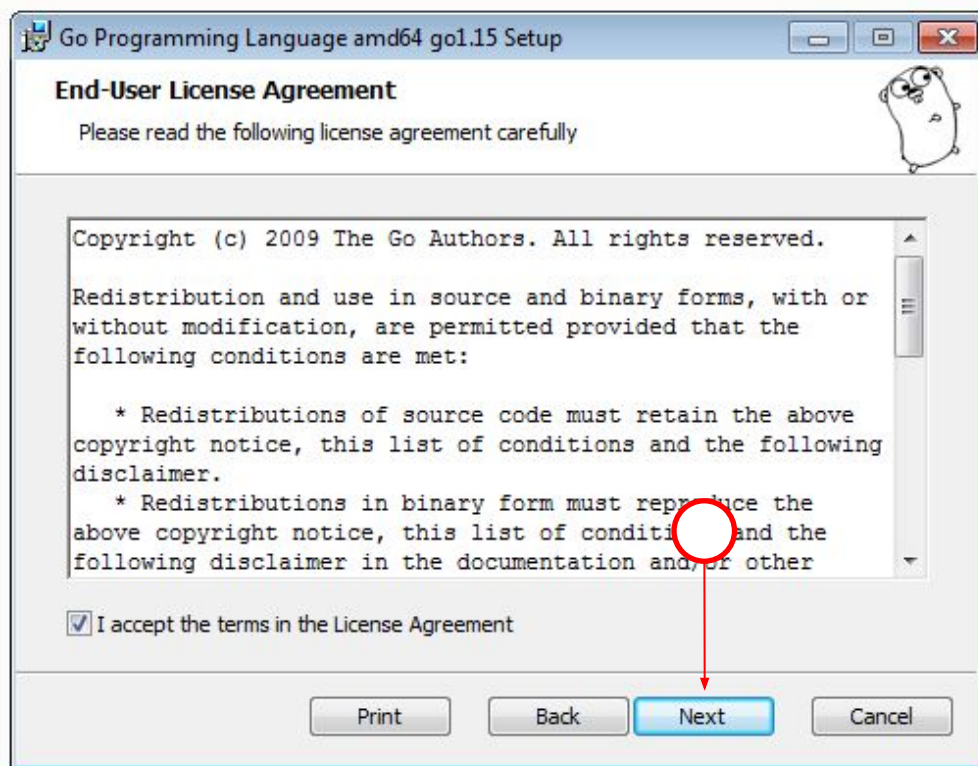 Go Programming Language amd64 go1.15 Setup
End-User License Agreement
Please read the following license agreement carefully
Copyright (c) 2009 The Go Authors. All rights reserved.
Redistribution and use in source and binary forms, with or
without modification, are permitted provided that the
following conditions are met:
* Redistributions of source code must retain the above
copyright notice, this list of conditions and the following
disclaimer.
* Redistributions in binary form must reproduce the
above copyright notice, this list of and the
following disclaimer in the documentation and/or other
I accept the terms in the License Agreement
Print Back Next Cancel